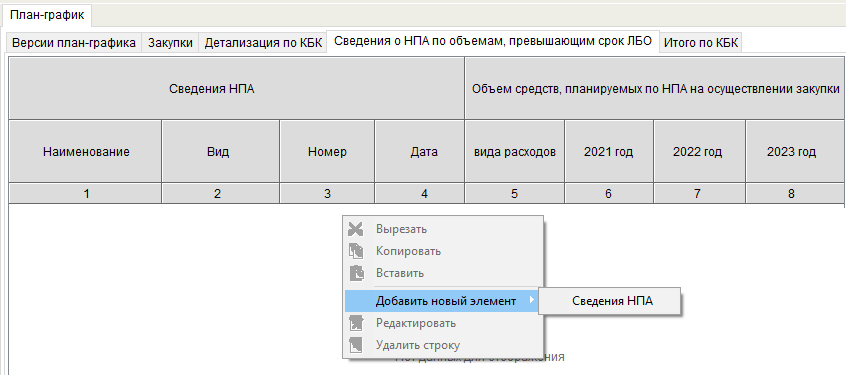 План-график
Версии план-графика Закупки Детализация по КБК Сведения о НПА по объемам, превышающим срок ЛБО Итого по КБК
Сведения НПА Объем средств, планируемых по НПА на осуществлении закупки
Наименование Вид Номер Дата вида расходов 2021 год 2022 год 2023 год
1 2 3 4 5 6 7 8
Вырезать
Копировать
Вставить
Добавить новый элемент Сведения НПА
Редактировать
Удалить строку
Нет данных для отображения